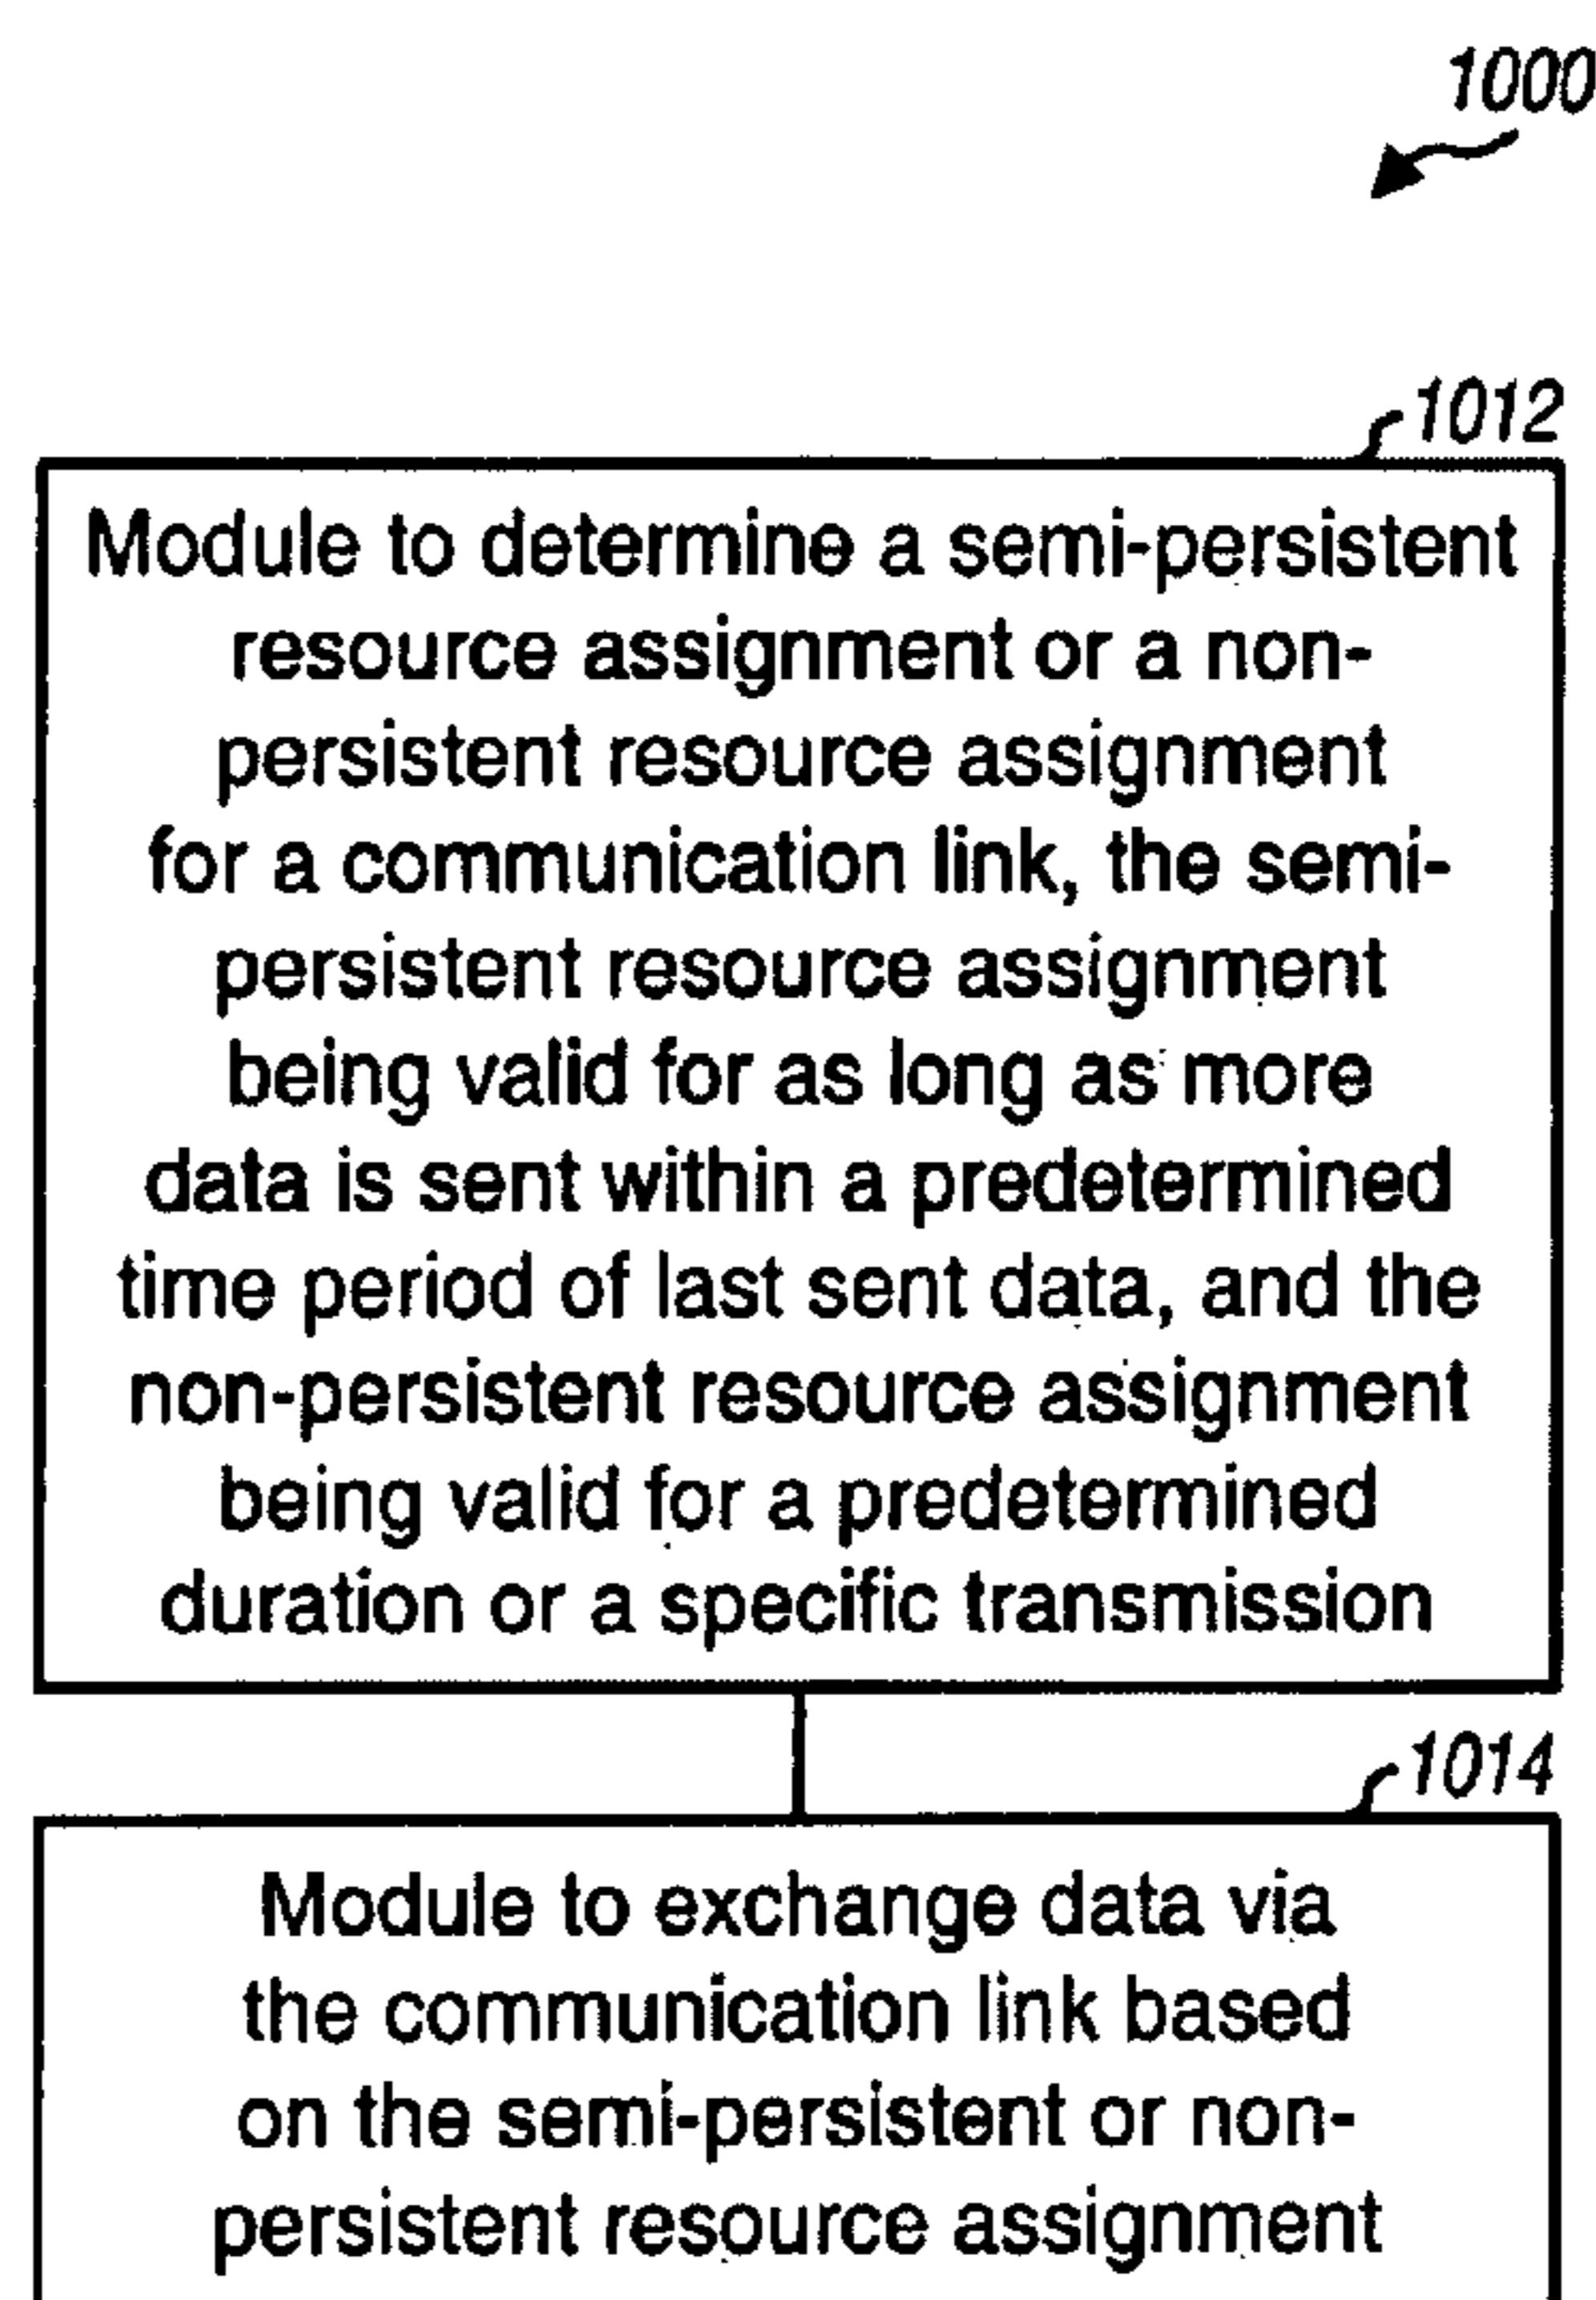 1000
1012
Module to determine a semi-persistent
resource assignment or a non-
persistent resource assignment
for a communication link, the semi-
persistent resource assignment
being valid for as long as more
data is sent within a predetermined
time period of last sent data, and the
non-persistent resource assignment
being valid for a predetermined
duration or a specific transmission
1014
Module to exchange data via
the communication link based
on the semi-persistent or non-
persistent resource assignment